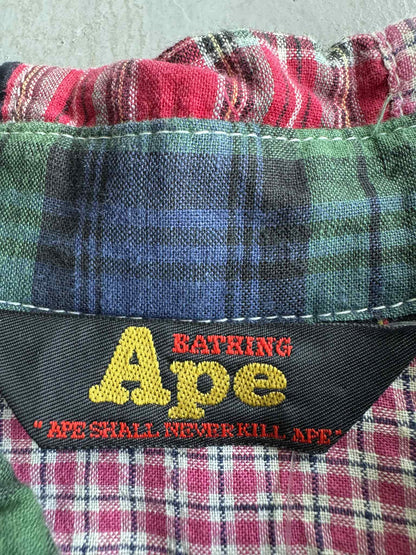 BATHING
Ape
"APE SHALL NEVER KILL APE"